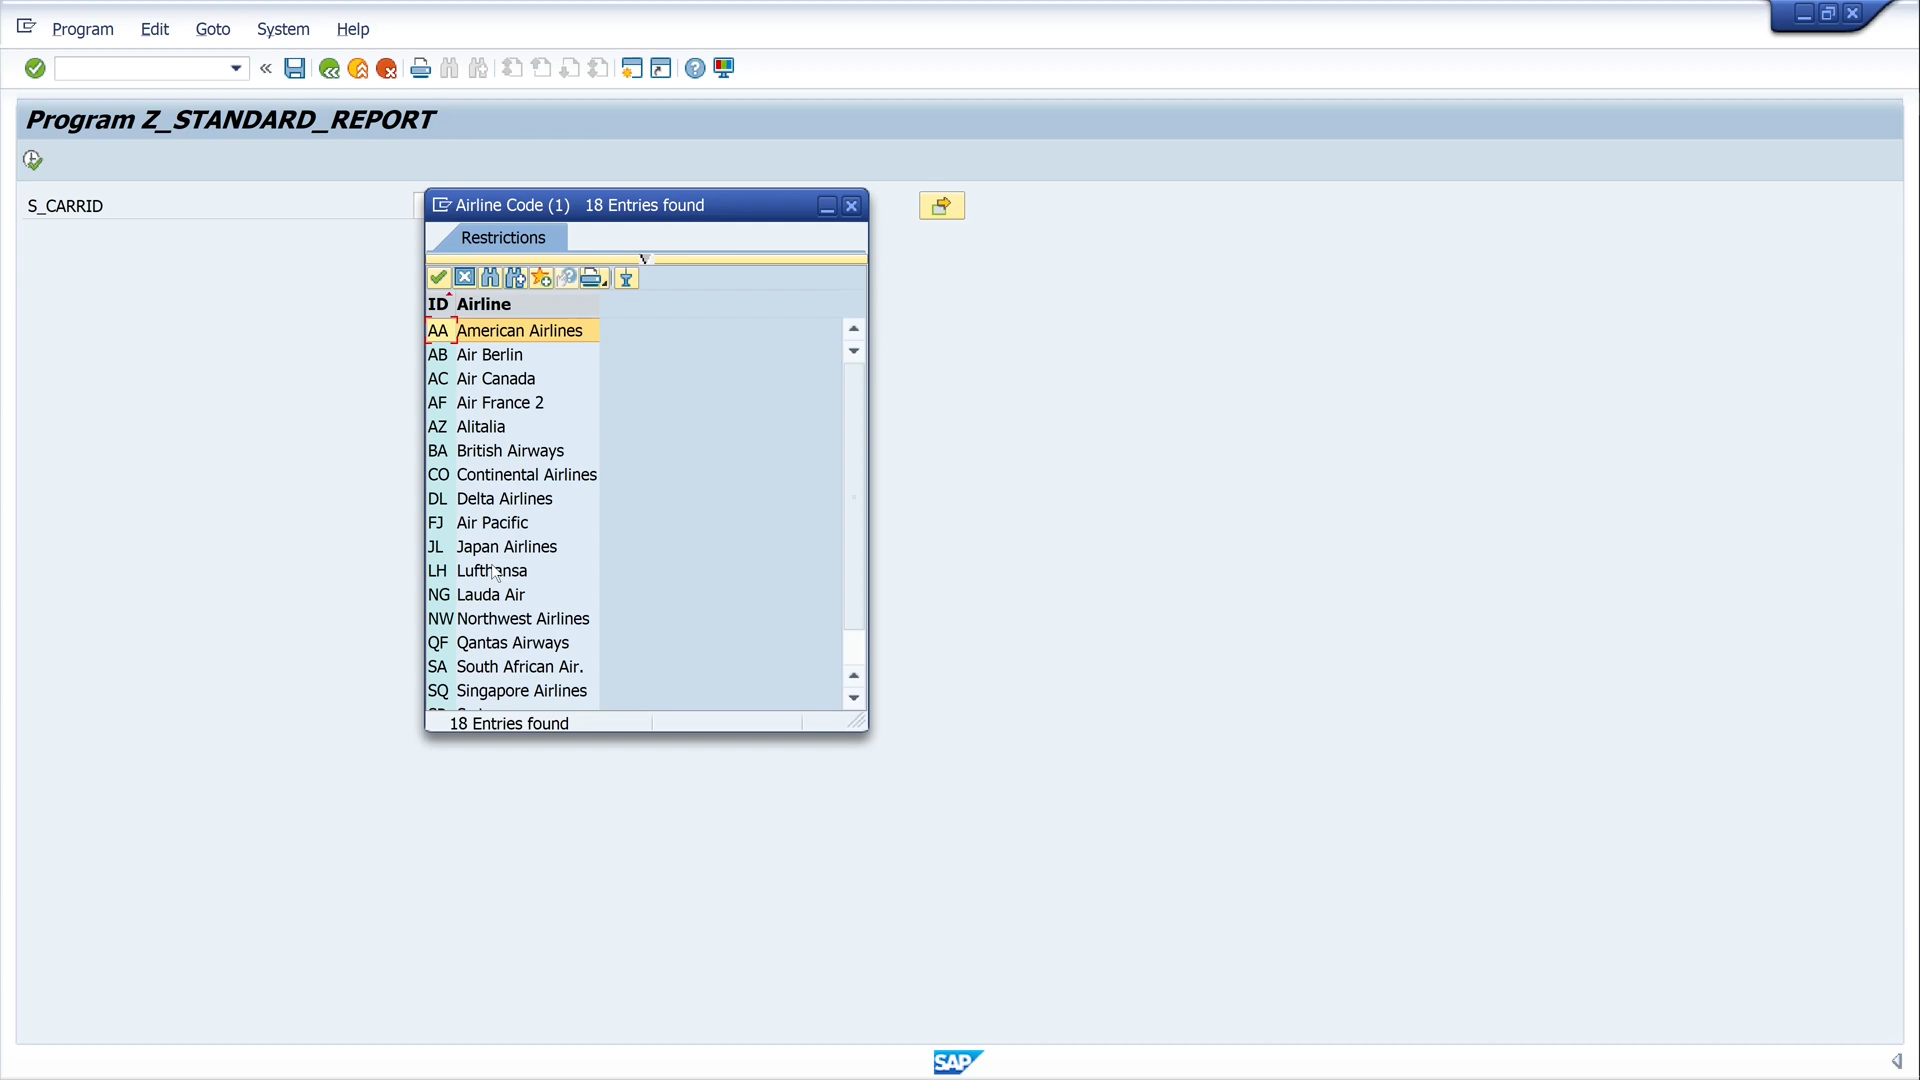 Program Edit Goto System Help
Program Z_STANDARD_REPORT
S_CARRID
Airline Code (1) 18 Entries found
Restrictions
ID Airline
AA American Airlines
AB Air Berlin
AC Air Canada
AF Air France 2
AZ Alitalia
BA British Airways
CO Continental Airlines
DL Delta Airlines
FJ Air Pacific
JL Japan Airlines
LH Lufthansa
NG Lauda Air
NW Northwest Airlines
QF Qantas Airways
SA South African Air.
SQ Singapore Airlines
18 Entries found
SAP